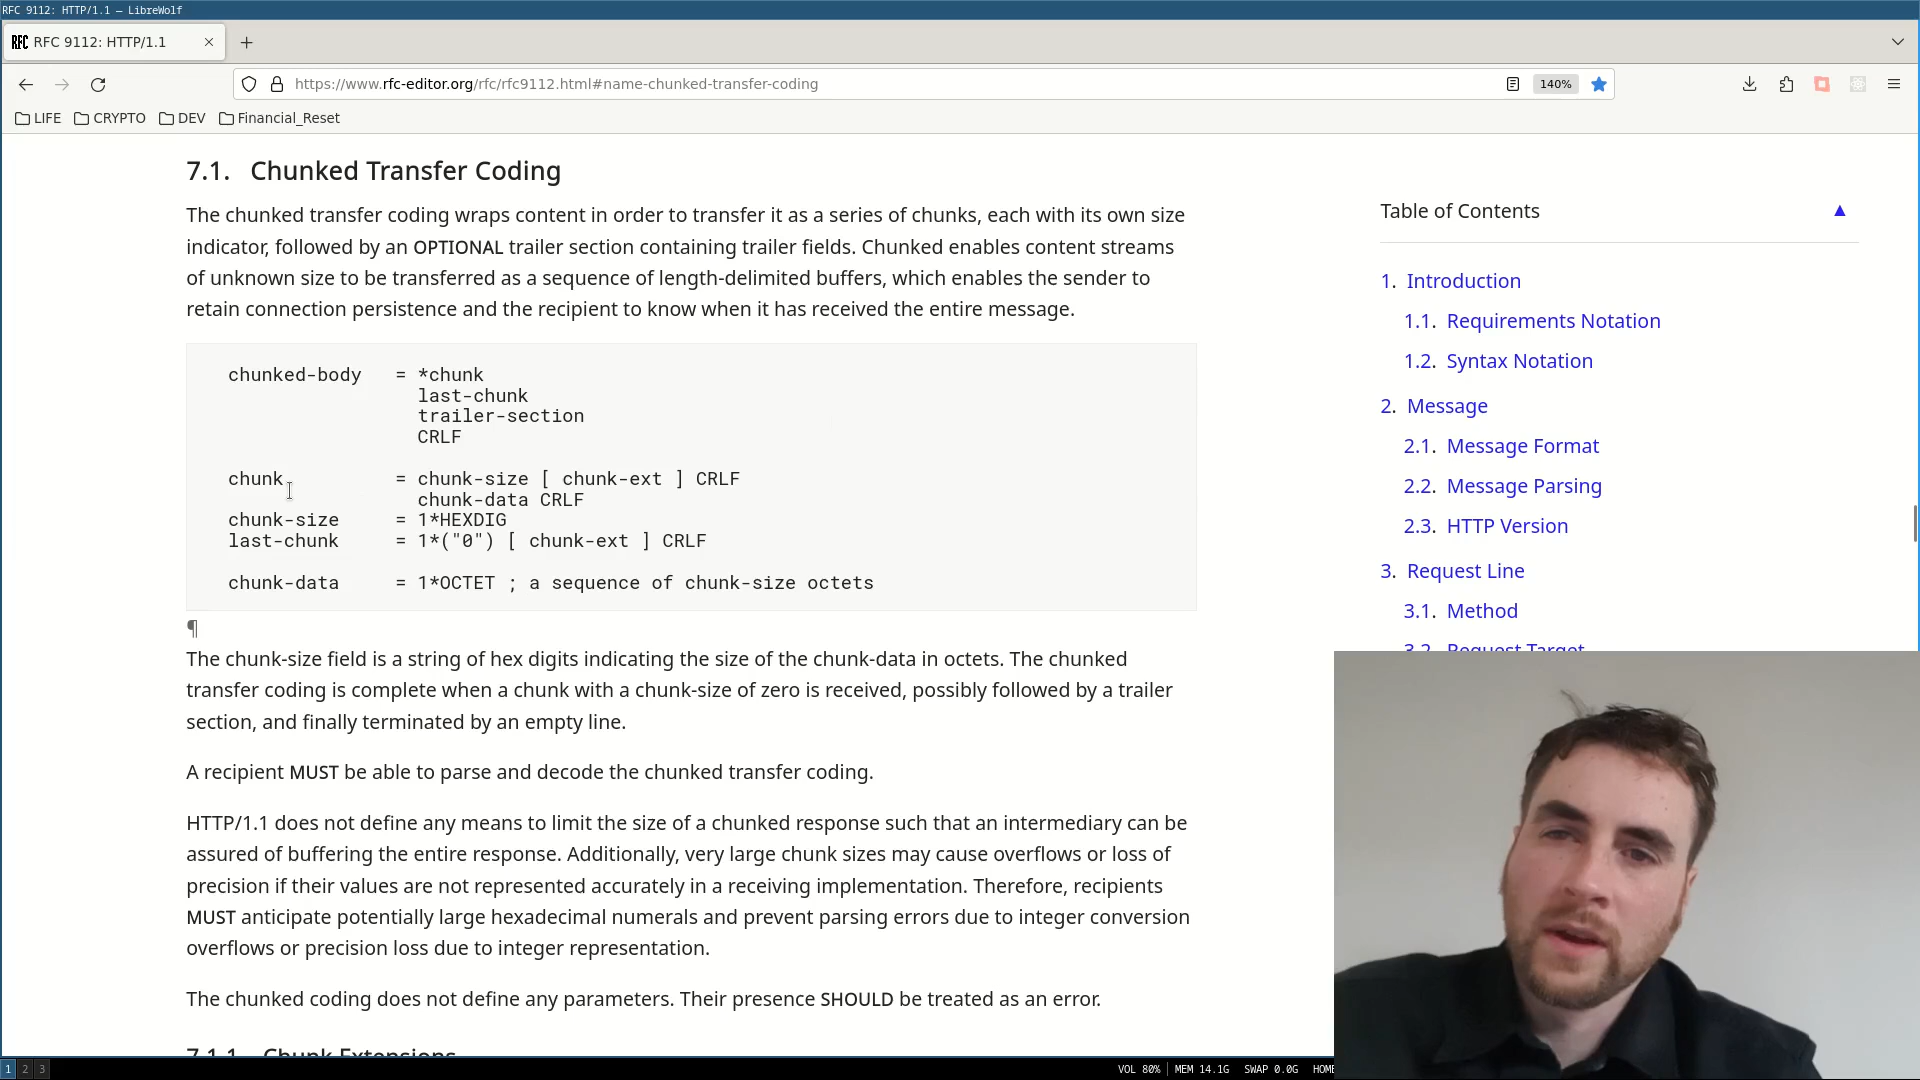 RFC 9112: HTTP/1.1 — LibreWolf
RFC RFC 9112: HTTP/1.1
https://www.rfc-editor.org/rfc/rfc9112.html#name-chunked-transfer-coding
140%
LIFE CRYPTO DEV Financial_Reset
7.1. Chunked Transfer Coding
The chunked transfer coding wraps content in order to transfer it as a series of chunks, each with its own size
indicator, followed by an OPTIONAL trailer section containing trailer fields. Chunked enables content streams
of unknown size to be transferred as a sequence of length-delimited buffers, which enables the sender to
retain connection persistence and the recipient to know when it has received the entire message.
chunked-body = *chunk
last-chunk
trailer-section
CRLF
chunk = chunk-size [ chunk-ext ] CRLF
chunk-data CRLF
chunk-size = 1*HEXDIG
last-chunk = 1*("0") [ chunk-ext ] CRLF
chunk-data = 1*OCTET ; a sequence of chunk-size octets
¶
The chunk-size field is a string of hex digits indicating the size of the chunk-data in octets. The chunked
transfer coding is complete when a chunk with a chunk-size of zero is received, possibly followed by a trailer
section, and finally terminated by an empty line.
A recipient MUST be able to parse and decode the chunked transfer coding.
HTTP/1.1 does not define any means to limit the size of a chunked response such that an intermediary can be
assured of buffering the entire response. Additionally, very large chunk sizes may cause overflows or loss of
precision if their values are not represented accurately in a receiving implementation. Therefore, recipients
MUST anticipate potentially large hexadecimal numerals and prevent parsing errors due to integer conversion
overflows or precision loss due to integer representation.
The chunked coding does not define any parameters. Their presence SHOULD be treated as an error.
7.1.1. Chunk Extensions
Table of Contents ▲
1. Introduction
1.1. Requirements Notation
1.2. Syntax Notation
2. Message
2.1. Message Format
2.2. Message Parsing
2.3. HTTP Version
3. Request Line
3.1. Method
3.2. Request Target
1 2 3
VOL 80% MEM 14.1G SWAP 0.0G HOME